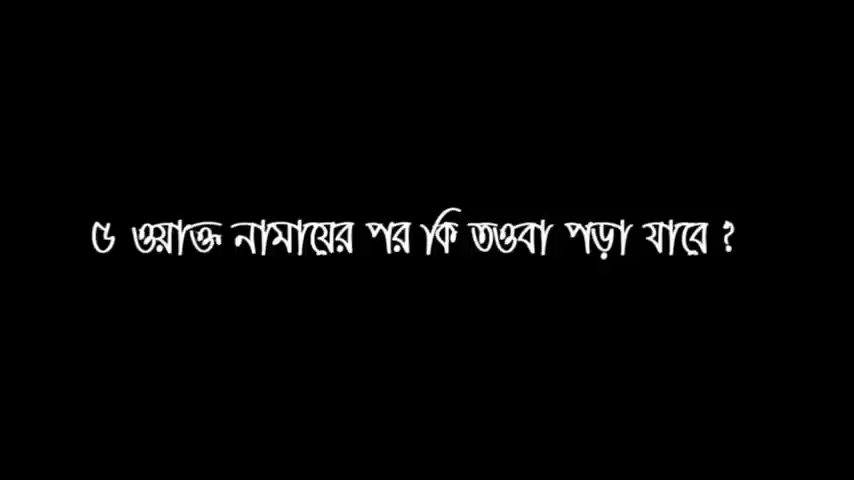 ৫ ওয়াক্ত নামাযের পর কি তওবা পড়া যাবে ?